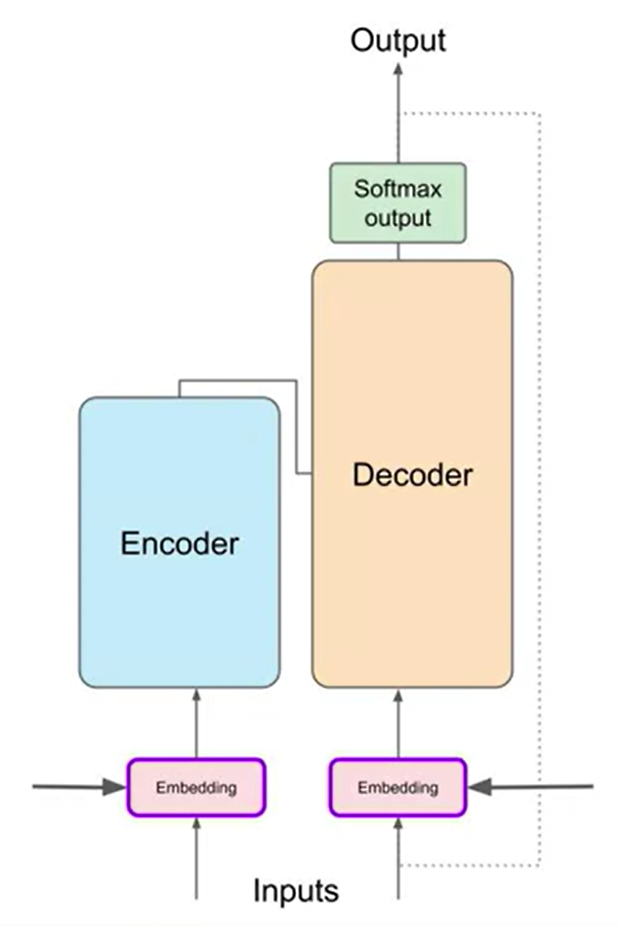 Output
Softmax
output
Decoder
Encoder
Embedding
Embedding
Inputs